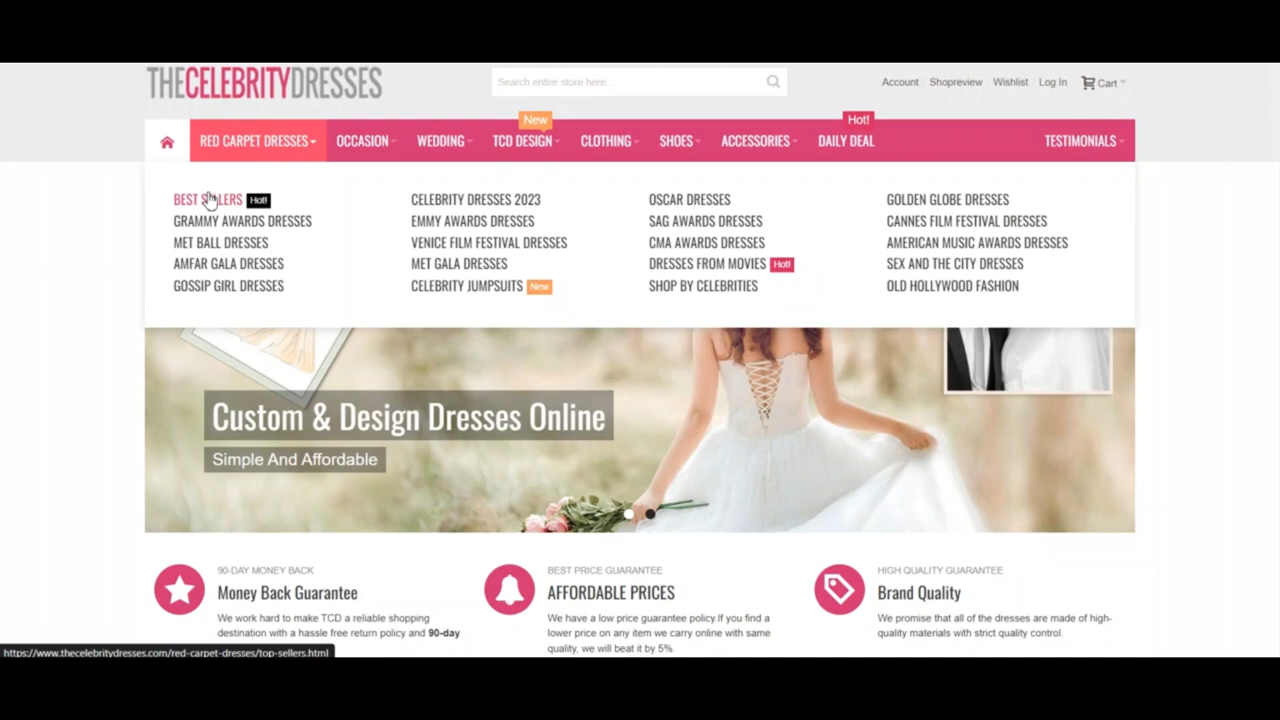 THECELEBRITYDRESSES
Search entire store here...
Account Shopreview Wishlist Log In Cart
New
Hot!
RED CARPET DRESSES OCCASION WEDDING TCD DESIGN CLOTHING SHOES ACCESSORIES DAILY DEAL TESTIMONIALS
BEST SELLERS Hot! CELEBRITY DRESSES 2023 OSCAR DRESSES GOLDEN GLOBE DRESSES
GRAMMY AWARDS DRESSES EMMY AWARDS DRESSES SAG AWARDS DRESSES CANNES FILM FESTIVAL DRESSES
MET BALL DRESSES VENICE FILM FESTIVAL DRESSES CMA AWARDS DRESSES AMERICAN MUSIC AWARDS DRESSES
AMFAR GALA DRESSES MET GALA DRESSES DRESSES FROM MOVIES Hot! SEX AND THE CITY DRESSES
GOSSIP GIRL DRESSES CELEBRITY JUMPSUITS New SHOP BY CELEBRITIES OLD HOLLYWOOD FASHION
Custom & Design Dresses Online
Simple And Affordable
90-DAY MONEY BACK
Money Back Guarantee
We work hard to make TCD a reliable shopping
destination with a hassle free return policy and 90-day
BEST PRICE GUARANTEE
AFFORDABLE PRICES
We have a low price guarantee policy.If you find a
lower price on any item we carry online with same
quality, we will beat it by 5%.
HIGH QUALITY GUARANTEE
Brand Quality
We promise that all of the dresses are made of high-
quality materials with strict quality control.
https://www.thecelebritydresses.com/red-carpet-dresses/top-sellers.html